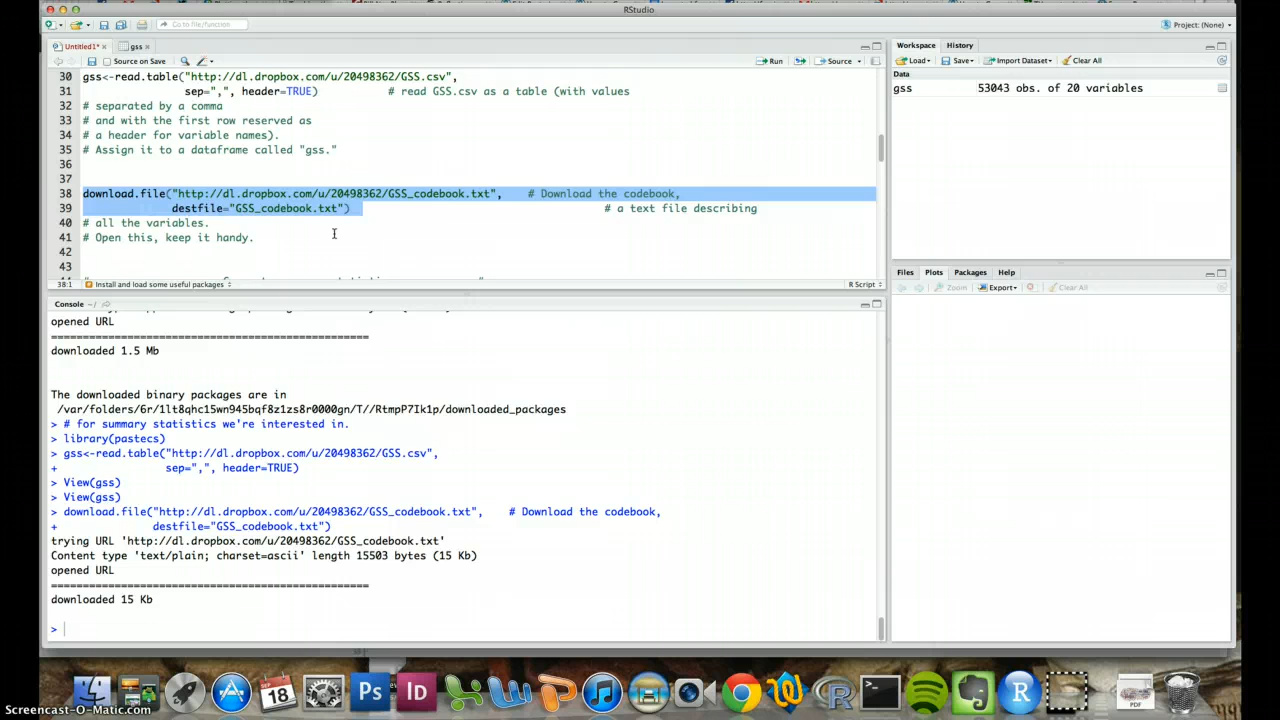 RStudio
Go to file/function
Project: (None)
Untitled1*
gss
Source on Save
Run
Source
30 gss<-read.table("http://dl.dropbox.com/u/20498362/GSS.csv",
31 sep=",", header=TRUE) # read GSS.csv as a table (with values
32 # separated by a comma
33 # and with the first row reserved as
34 # a header for variable names).
35 # Assign it to a dataframe called "gss."
36
37
38 download.file("http://dl.dropbox.com/u/20498362/GSS_codebook.txt", # Download the codebook,
39 destfile="GSS_codebook.txt") # a text file describing
40 # all the variables.
41 # Open this, keep it handy.
42
43
38:1
Install and load some useful packages
R Script
Console ~/
opened URL
==================================================
downloaded 1.5 Mb
The downloaded binary packages are in
/var/folders/6r/1lt8qhc15wn945bqf8z1zs8r0000gn/T//RtmpP7Ik1p/downloaded_packages
> # for summary statistics we're interested in.
> library(pastecs)
> gss<-read.table("http://dl.dropbox.com/u/20498362/GSS.csv",
+ sep=",", header=TRUE)
> View(gss)
> View(gss)
> download.file("http://dl.dropbox.com/u/20498362/GSS_codebook.txt", # Download the codebook,
+ destfile="GSS_codebook.txt")
trying URL 'http://dl.dropbox.com/u/20498362/GSS_codebook.txt'
Content type 'text/plain; charset=ascii' length 15503 bytes (15 Kb)
opened URL
==================================================
downloaded 15 Kb
>
Workspace History
Load Save Import Dataset Clear All
Data
gss 53043 obs. of 20 variables
Files Plots Packages Help
Zoom Export Clear All
18
Ps
Id
R
R
PDF
Screencast-O-Matic.com